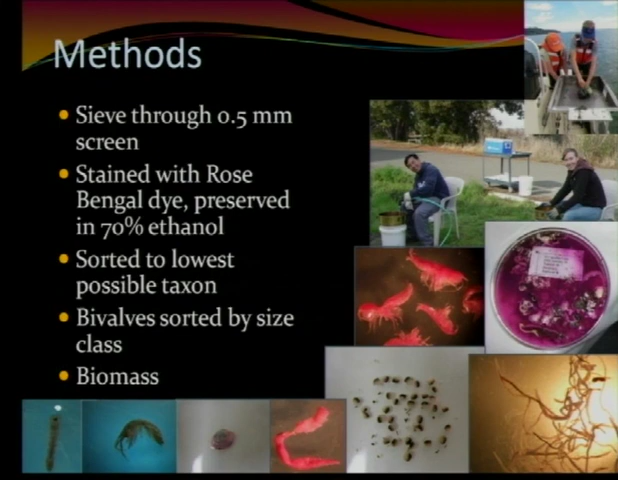 Methods
Sieve through 0.5 mm
screen
Stained with Rose
Bengal dye, preserved
in 70% ethanol
Sorted to lowest
possible taxon
Bivalves sorted by size
class
Biomass